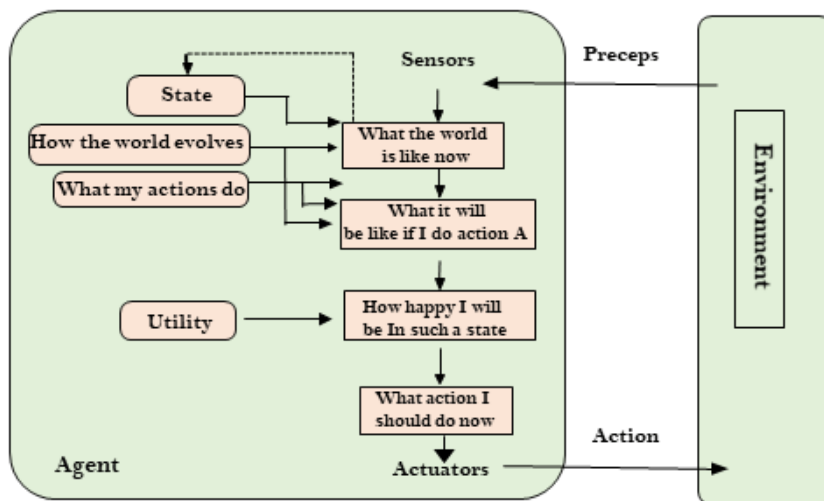 Sensors
Preceps
State
What the world
is like now
How the world evolves
What my actions do
What it will
be like if I do action A
Environment
How happy I will
be In such a state
Utility
What action I
should do now
Action
Agent
Actuators